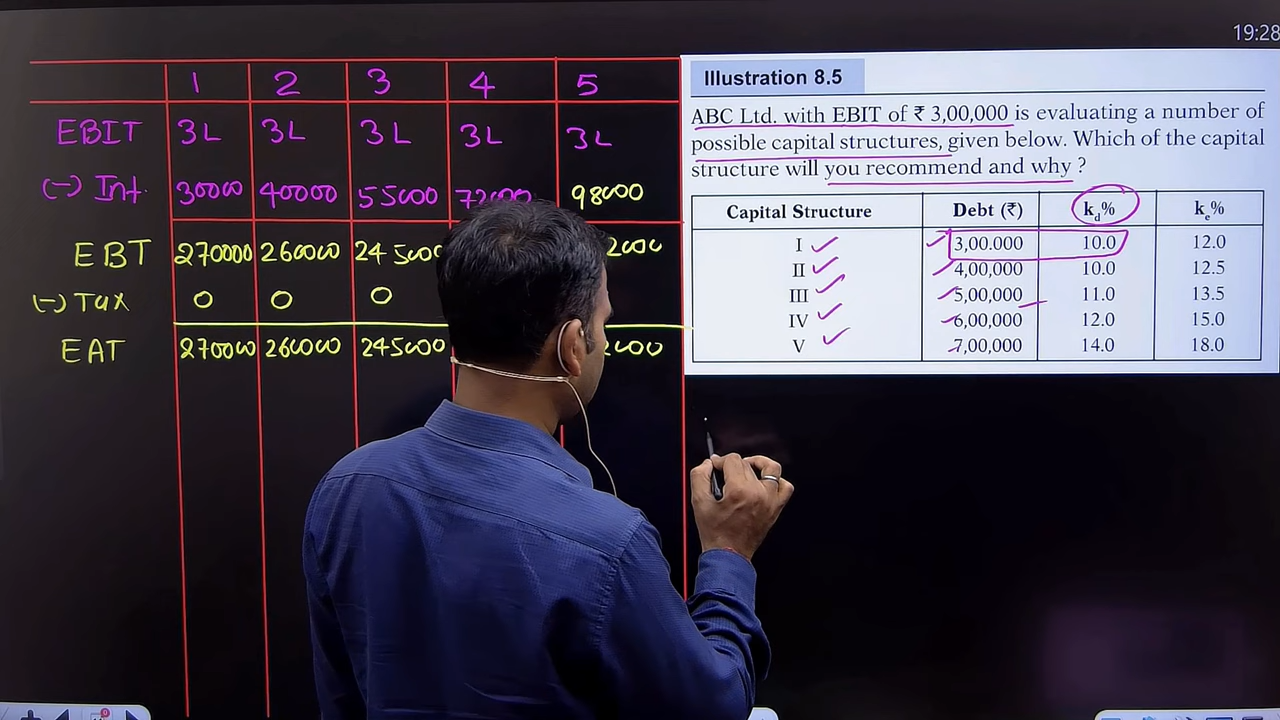 19:28
1 2 3 4 5
EBIT 3L 3L 3L 3L 3L
(-) Int. 30000 40000 55000 72000 98000
EBT 270000 260000 245000 2000
(-) Tax 0 0 0
EAT 270000 260000 245000 2000
Illustration 8.5
ABC Ltd. with EBIT of ₹ 3,00,000 is evaluating a number of
possible capital structures, given below. Which of the capital
structure will you recommend and why ?
Capital Structure Debt (₹) kd% ke%
I 3,00.000 10.0 12.0
II 4,00,000 10.0 12.5
III 5,00,000 11.0 13.5
IV 6,00,000 12.0 15.0
V 7,00,000 14.0 18.0